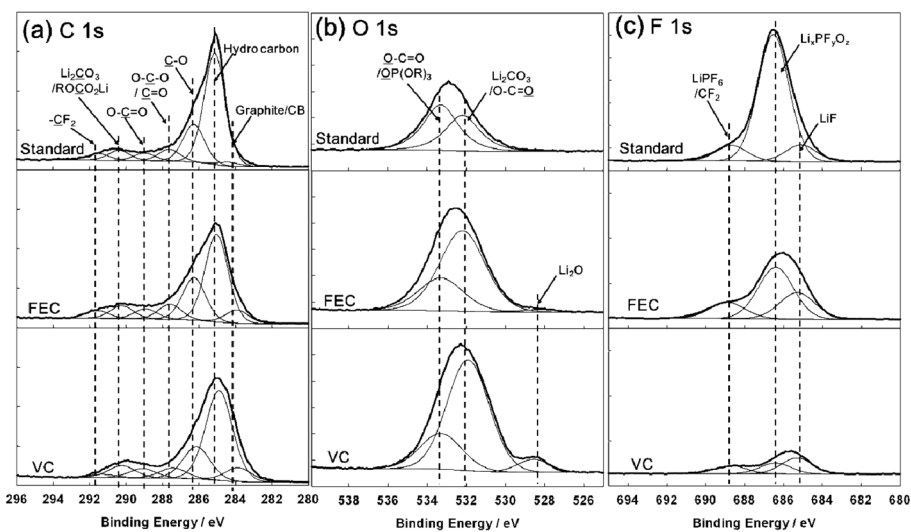 (a) C 1s
Li₂CO₃
/ROCO₂Li
-CF₂
O-C=O
O-C-O
/ C=O
C-O
Hydro carbon
Graphite/CB
Standard
FEC
VC
296 294 292 290 288 286 284 282 280
Binding Energy / eV
(b) O 1s
O-C=O
/OP(OR)₃
Li₂CO₃
/O-C=O
Standard
Li₂O
FEC
VC
538 536 534 532 530 528 526
Binding Energy / eV
(c) F 1s
LiₓPFᵧO𝓏
LiPF₆
/CF₂
LiF
Standard
FEC
VC
694 692 690 688 686 684 682 680
Binding Energy / eV